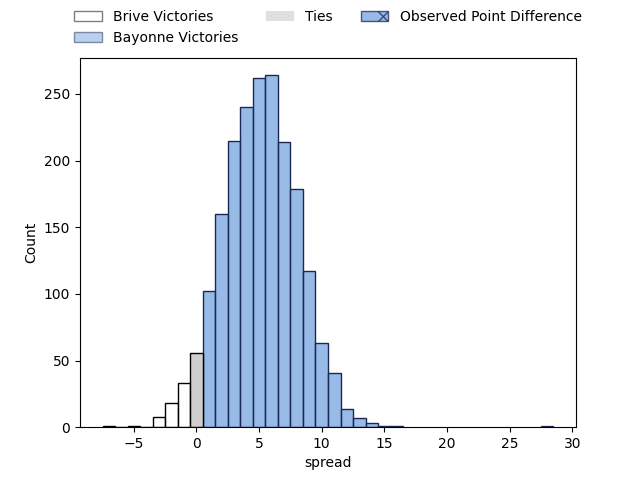 Brive Victories
Ties
Observed Point Difference
Bayonne Victories
250
200
150
100
50
0
Count
−5
0
5
10
15
20
25
30
spread